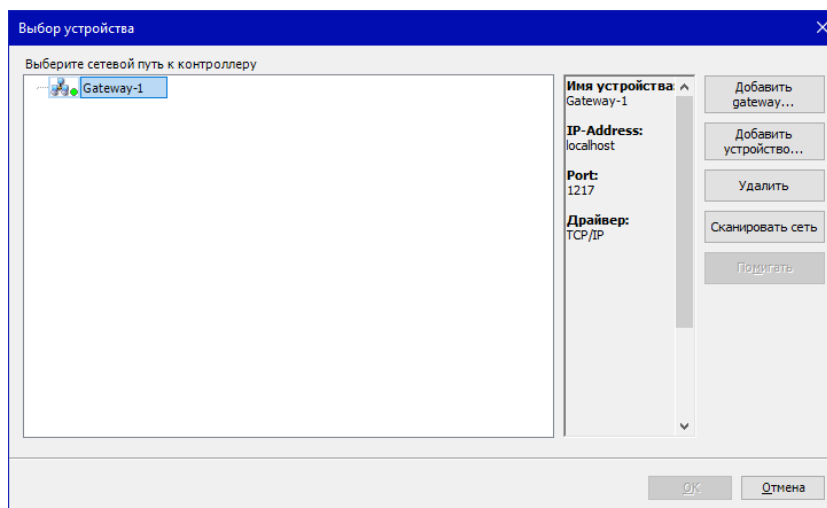 Выбор устройства
Выберите сетевой путь к контроллеру
Gateway-1
Имя устройства:
Gateway-1
IP-Address:
localhost
Port:
1217
Драйвер:
TCP/IP
Добавить
gateway...
Добавить
устройство...
Удалить
Сканировать сеть
Помигать
OK
Отмена